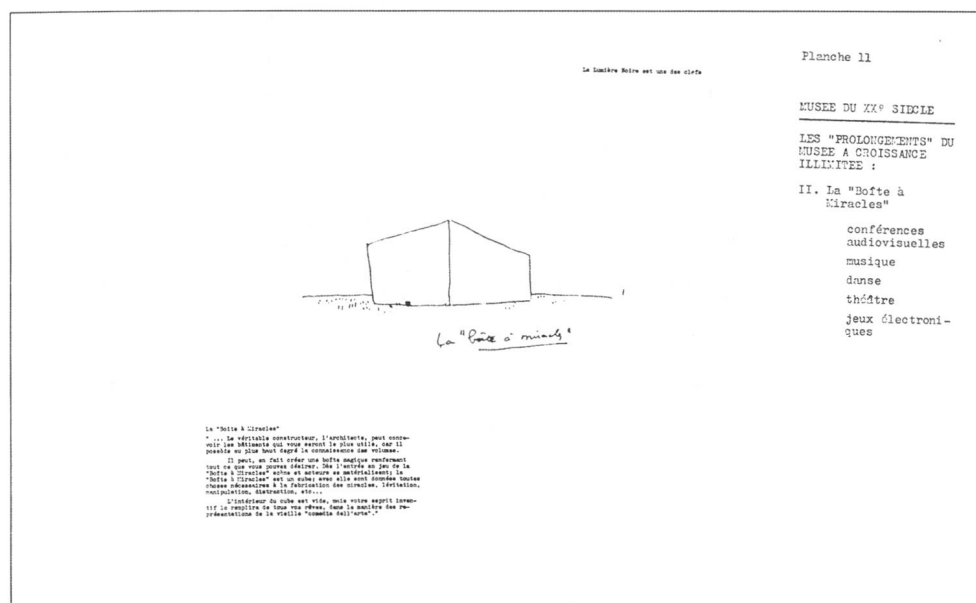 La Lumière Noire est une des clefs
Planche 11
MUSEE DU XXº SIECLE
LES "PROLONGEMENTS" DU
MUSEE A CROISSANCE
ILLIMITEE :
II. La "Boîte à
Miracles"
conférences
audiovisuelles
musique
danse
théâtre
jeux électroni-
ques
La "boîte à miracles"
La "Boîte à Miracles"
" ... Le véritable constructeur, l'architecte, peut conce-
voir les bâtiments qui vous seront le plus utile, car il
possède au plus haut degré la connaissance des volumes.
Il peut, en fait créer une boîte magique renfermant
tout ce que vous pouvez désirer. Dès l'entrée en jeu de la
"Boîte à Miracles" scène et acteurs se matérialisent; la
"Boîte à Miracles" est un cube; avec elle sont données toutes
choses nécessaires à la fabrication des miracles, lévitation,
manipulation, distraction, etc...
L'intérieur du cube est vide, mais votre esprit inven-
tif le remplira de tous vos rêves, dans la manière des re-
présentations de la vieille "comedia dell'arte"."